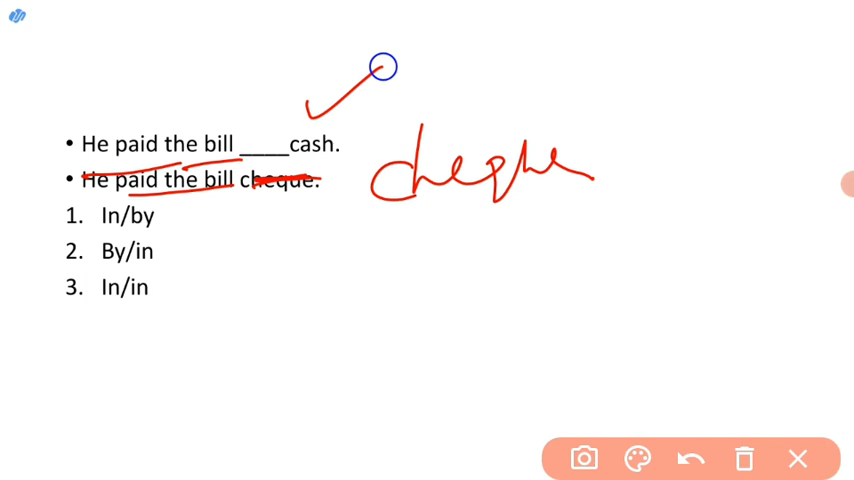 • He paid the bill ____cash.
cheque
• He paid the bill cheque.
1. In/by
2. By/in
3. In/in